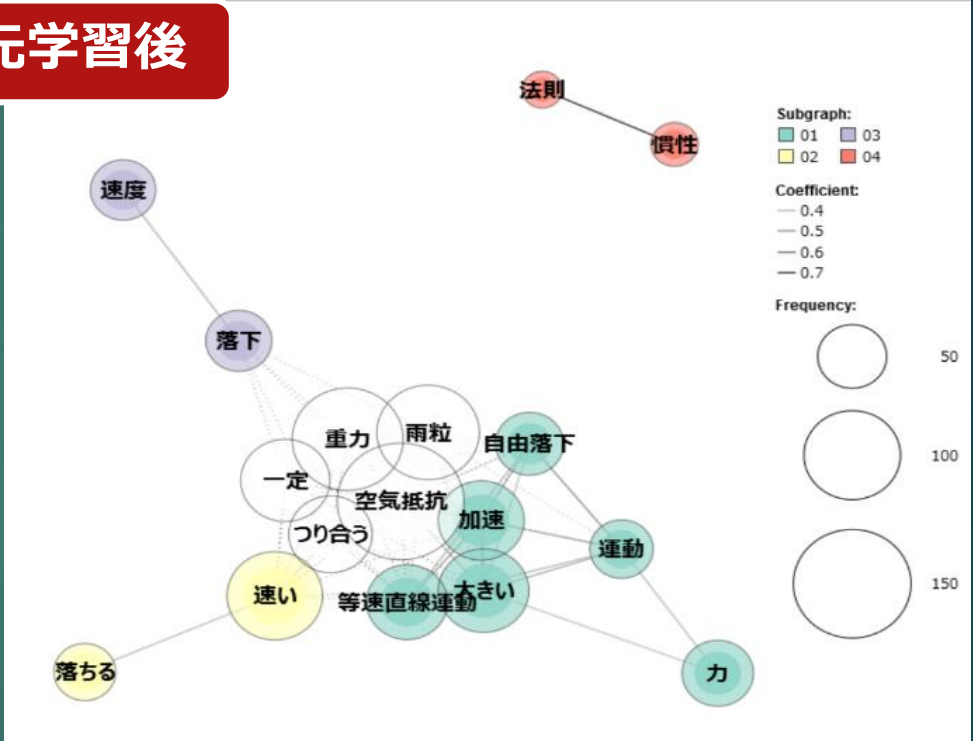 元学習後
法則
慣性
Subgraph:
01 03
02 04
Coefficient:
0.4
0.5
0.6
0.7
Frequency:
50
100
150
速度
落下
重力
雨粒
自由落下
一定
空気抵抗
加速
つり合う
運動
速い
等速直線運動
大きい
落ちる
力